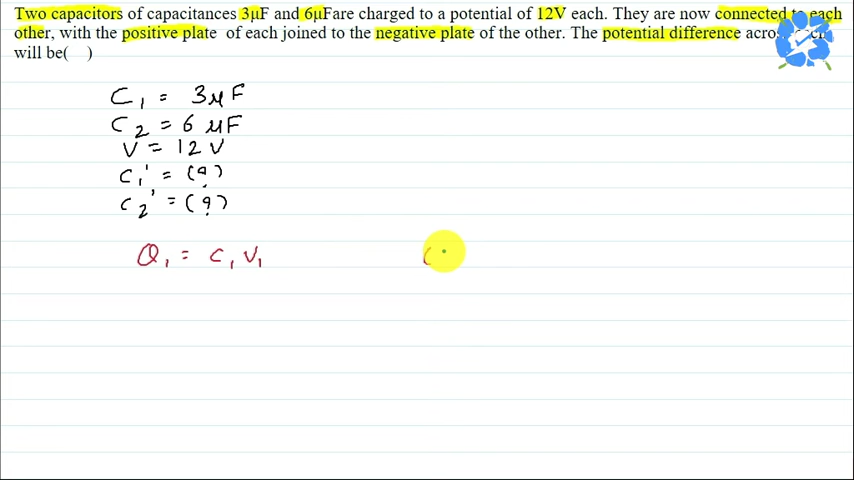 Two capacitors of capacitances 3μF and 6μFare charged to a potential of 12V each. They are now connected to each
other, with the positive plate of each joined to the negative plate of the other. The potential difference across each
will be( )
C₁ = 3μF
C₂ = 6 μF
V = 12 V
C₁' = (?)
C₂' = (?)
Q₁ = C₁ V₁